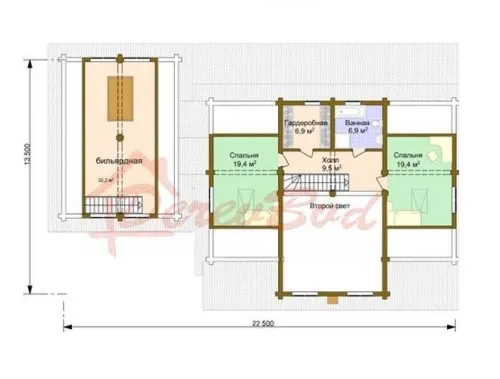 Гардеробная
6,9 м²
Ванная
6,9 м²
Спальня
19,4 м²
Холл
9,5 м²
Спальня
19,4 м²
бильярдная
32,2 м²
Второй свет
13.500
22.500